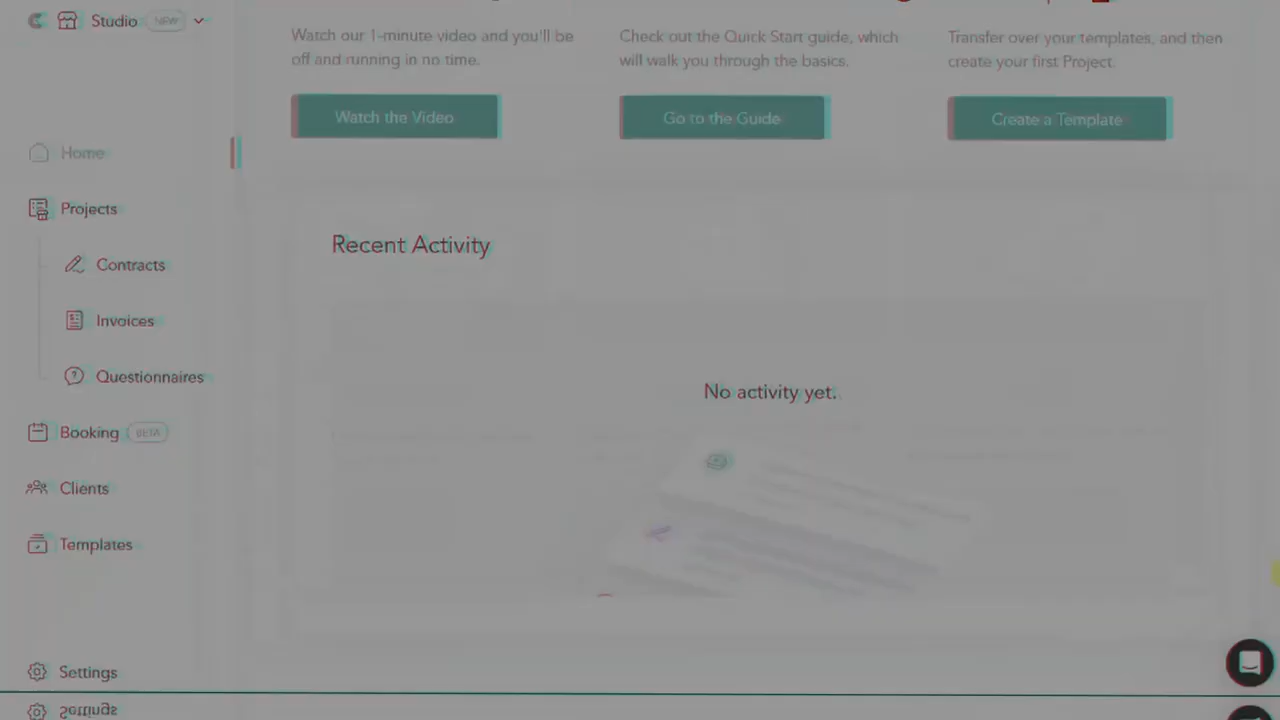 Studio NEW
Watch our 1-minute video and you'll be
off and running in no time.
Check out the Quick Start guide, which
will walk you through the basics.
Transfer over your templates, and then
create your first Project.
Watch the Video
Go to the Guide
Create a Template
Home
Projects
Contracts
Invoices
Questionnaires
Booking BETA
Clients
Templates
Settings
Recent Activity
No activity yet.
Settings